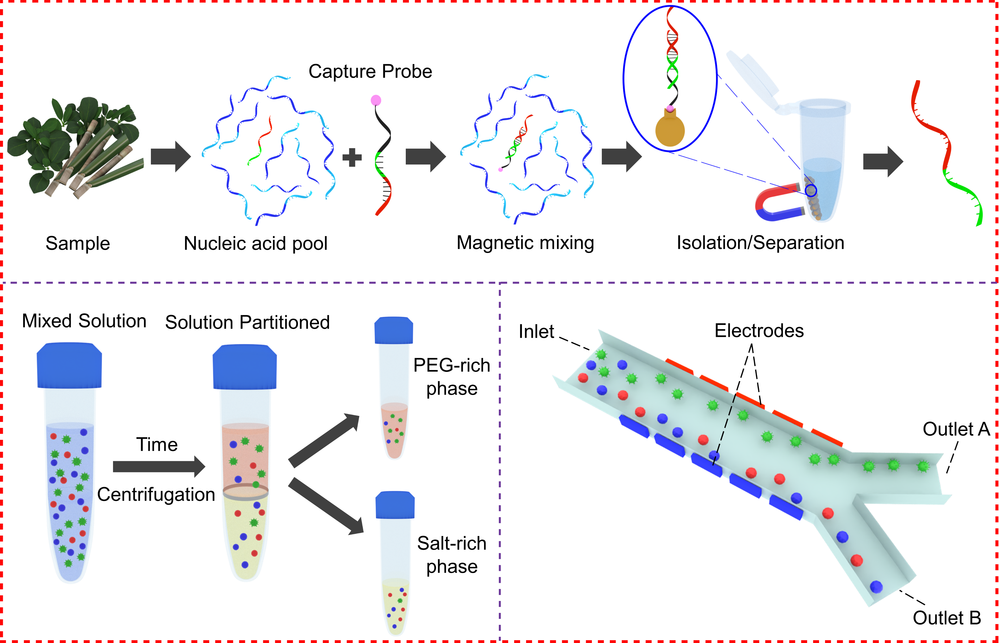 Capture Probe
Sample
Nucleic acid pool
Magnetic mixing
Isolation/Separation
Mixed Solution
Solution Partitioned
Time
Centrifugation
PEG-rich
phase
Salt-rich
phase
Inlet
Electrodes
Outlet A
Outlet B